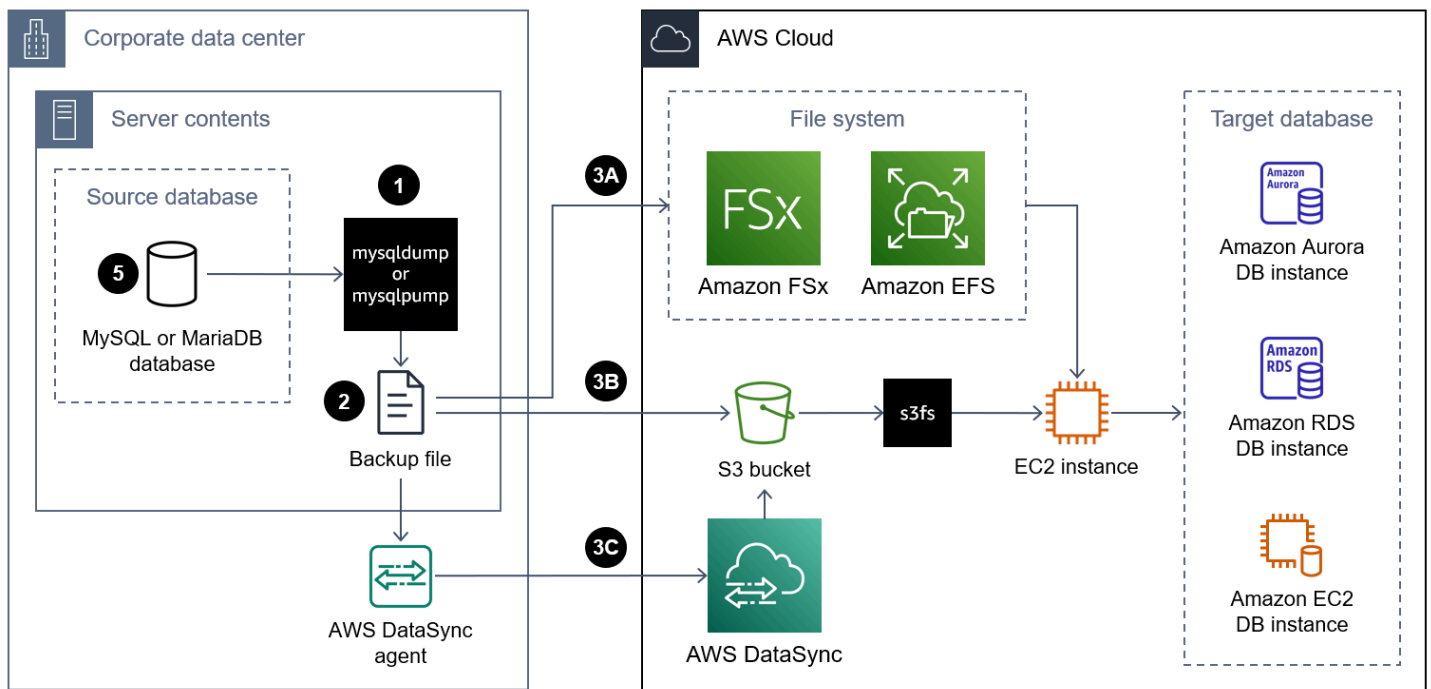 Corporate data center
Server contents
Source database
5
MySQL or MariaDB
database
1
mysqldump
or
mysqlpump
2
Backup file
AWS DataSync
agent
3A
3B
3C
AWS Cloud
File system
FSx
Amazon FSx
Amazon EFS
S3 bucket
s3fs
EC2 instance
AWS DataSync
Target database
Amazon
Aurora
Amazon Aurora
DB instance
Amazon
RDS
Amazon RDS
DB instance
Amazon EC2
DB instance